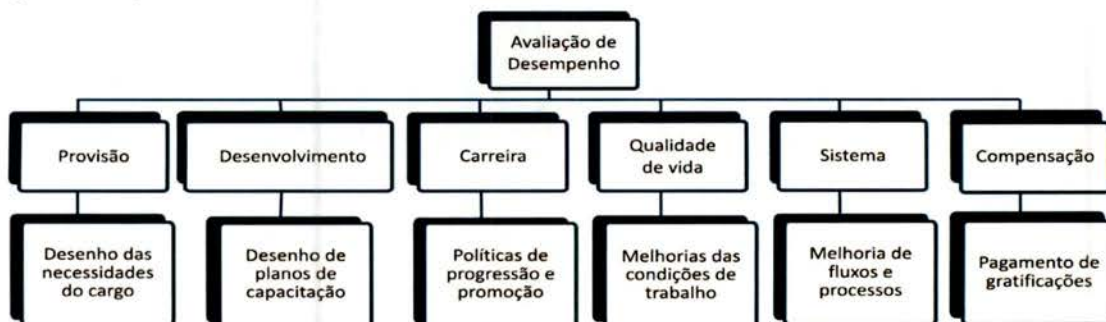 Avaliação de
Desempenho
Provisão
Desenvolvimento
Carreira
Qualidade
de vida
Sistema
Compensação
Desenho das
necessidades
do cargo
Desenho de
planos de
capacitação
Políticas de
progressão e
promoção
Melhorias das
condições de
trabalho
Melhoria de
fluxos e
processos
Pagamento de
gratificações